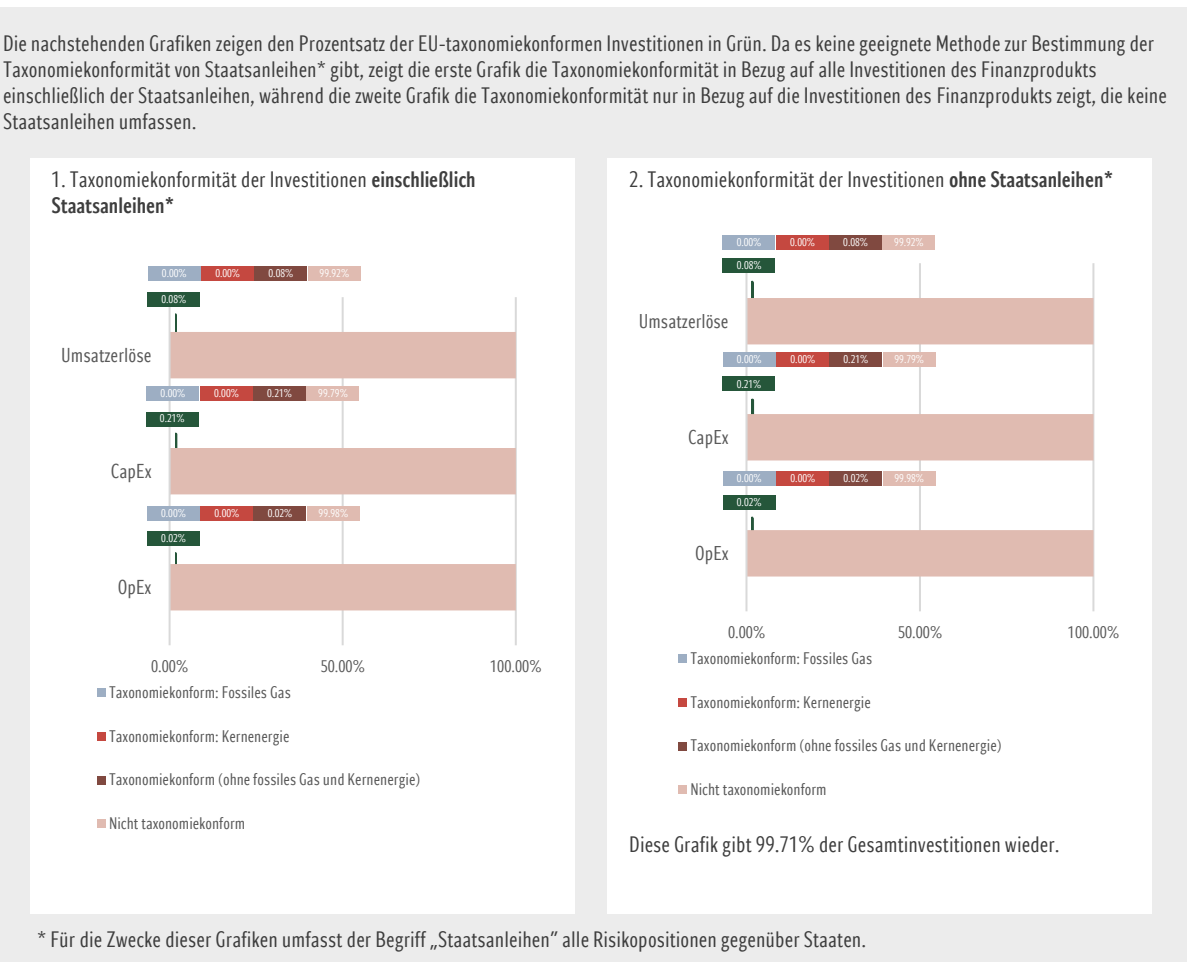 Die nachstehenden Grafiken zeigen den Prozentsatz der EU-taxonomiekonformen Investitionen in Grün. Da es keine geeignete Methode zur Bestimmung der
Taxonomiekonformität von Staatsanleihen* gibt, zeigt die erste Grafik die Taxonomiekonformität in Bezug auf alle Investitionen des Finanzprodukts
einschließlich der Staatsanleihen, während die zweite Grafik die Taxonomiekonformität nur in Bezug auf die Investitionen des Finanzprodukts zeigt, die keine
Staatsanleihen umfassen.
1. Taxonomiekonformität der Investitionen einschließlich
Staatsanleihen*
0.00% 0.00% 0.08% 99.92%
0.08%
Umsatzerlöse
0.00% 0.00% 0.21% 99.79%
0.21%
CapEx
0.00% 0.00% 0.02% 99.98%
0.02%
OpEx
0.00% 50.00% 100.00%
Taxonomiekonform: Fossiles Gas
Taxonomiekonform: Kernenergie
Taxonomiekonform (ohne fossiles Gas und Kernenergie)
Nicht taxonomiekonform
2. Taxonomiekonformität der Investitionen ohne Staatsanleihen*
0.00% 0.00% 0.08% 99.92%
0.08%
Umsatzerlöse
0.00% 0.00% 0.21% 99.79%
0.21%
CapEx
0.00% 0.00% 0.02% 99.98%
0.02%
OpEx
0.00% 50.00% 100.00%
Taxonomiekonform: Fossiles Gas
Taxonomiekonform: Kernenergie
Taxonomiekonform (ohne fossiles Gas und Kernenergie)
Nicht taxonomiekonform
Diese Grafik gibt 99.71% der Gesamtinvestitionen wieder.
* Für die Zwecke dieser Grafiken umfasst der Begriff „Staatsanleihen" alle Risikopositionen gegenüber Staaten.